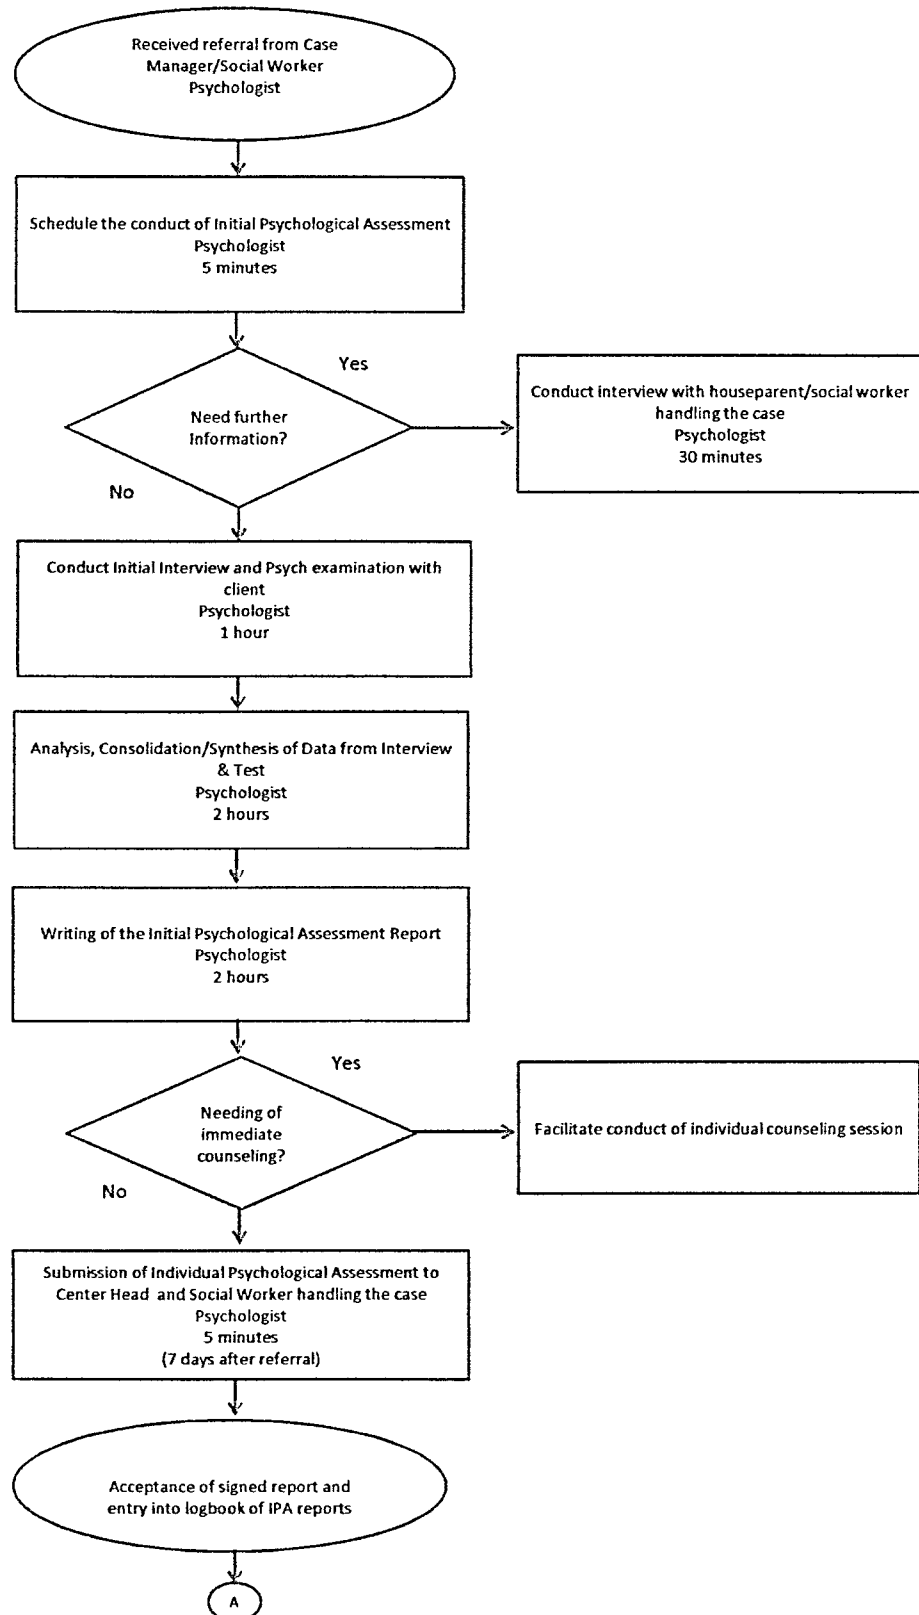 Received referral from Case
Manager/Social Worker
Psychologist
Schedule the conduct of Initial Psychological Assessment
Psychologist
5 minutes
Yes
Need further
Information?
Conduct interview with houseparent/social worker
handling the case
Psychologist
30 minutes
No
Conduct Initial Interview and Psych examination with
client
Psychologist
1 hour
Analysis, Consolidation/Synthesis of Data from Interview
& Test
Psychologist
2 hours
Writing of the Initial Psychological Assessment Report
Psychologist
2 hours
Yes
Needing of
immediate
counseling?
Facilitate conduct of individual counseling session
No
Submission of Individual Psychological Assessment to
Center Head and Social Worker handling the case
Psychologist
5 minutes
(7 days after referral)
Acceptance of signed report and
entry into logbook of IPA reports
A